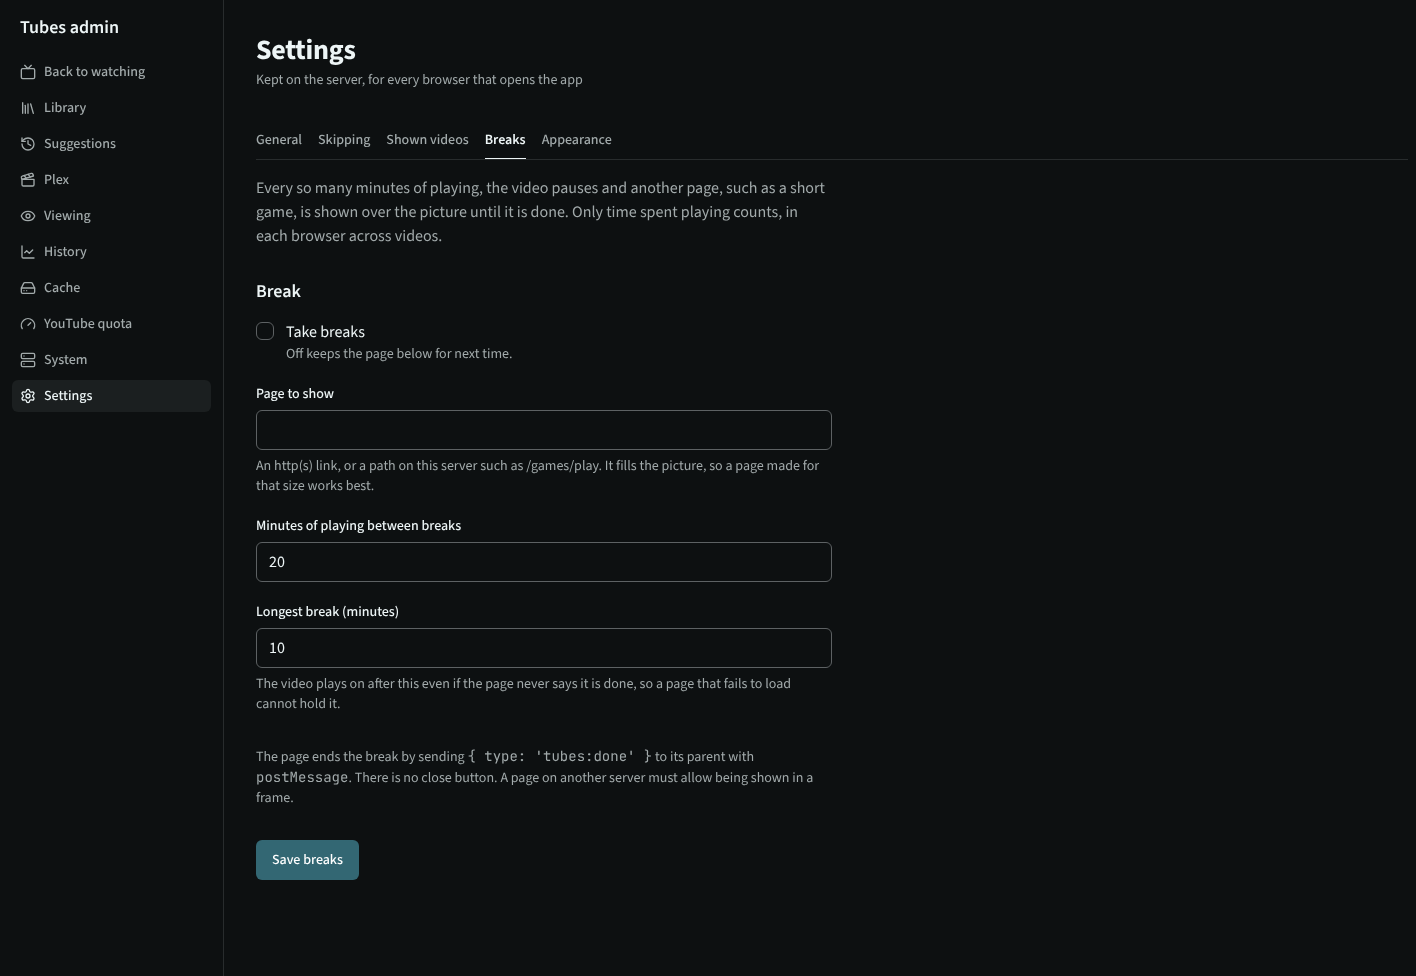 Tubes admin
Back to watching
Library
Suggestions
Plex
Viewing
History
Cache
YouTube quota
System
Settings
Settings
Kept on the server, for every browser that opens the app
General Skipping Shown videos Breaks Appearance
Every so many minutes of playing, the video pauses and another page, such as a short
game, is shown over the picture until it is done. Only time spent playing counts, in
each browser across videos.
Break
Take breaks
Off keeps the page below for next time.
Page to show
An http(s) link, or a path on this server such as /games/play. It fills the picture, so a page made for
that size works best.
Minutes of playing between breaks
20
Longest break (minutes)
10
The video plays on after this even if the page never says it is done, so a page that fails to load
cannot hold it.
The page ends the break by sending { type: 'tubes:done' } to its parent with
postMessage. There is no close button. A page on another server must allow being shown in a
frame.
Save breaks